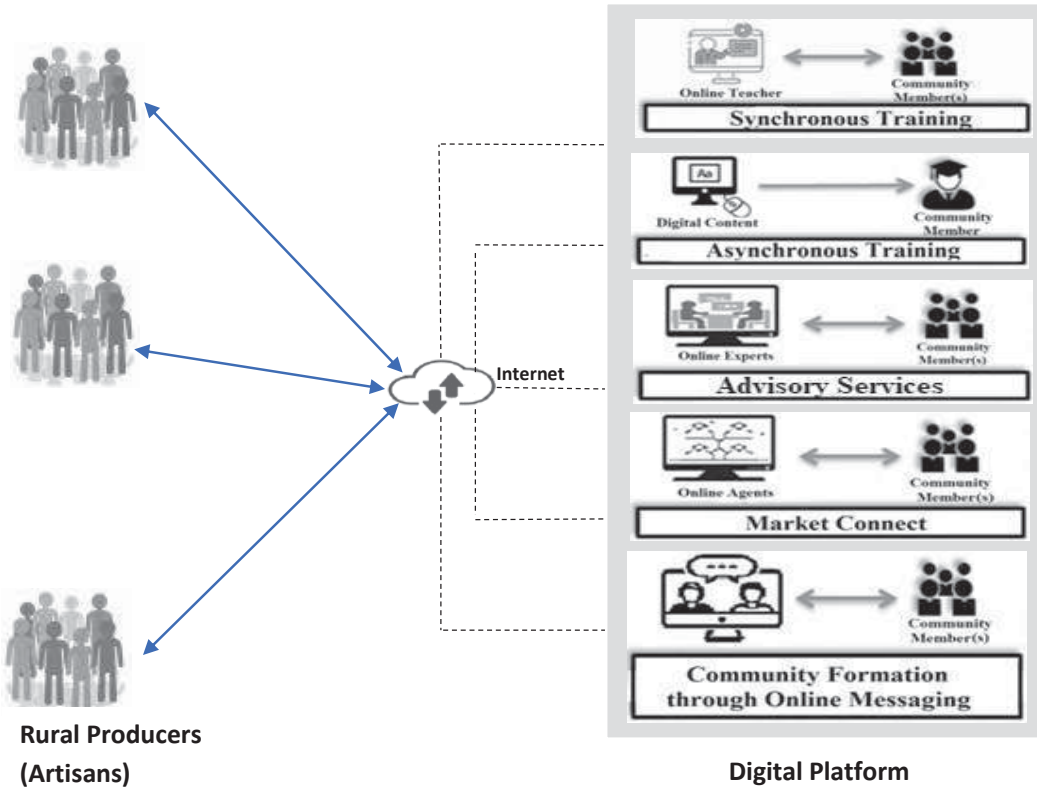 Online Teacher
Community
Member(s)
Synchronous Training
Aa
Digital Content
Community
Member
Asynchronous Training
Online Experts
Community
Member(s)
Advisory Services
Internet
Online Agents
Community
Member(s)
Market Connect
Community
Member(s)
Community Formation
through Online Messaging
Rural Producers
(Artisans)
Digital Platform